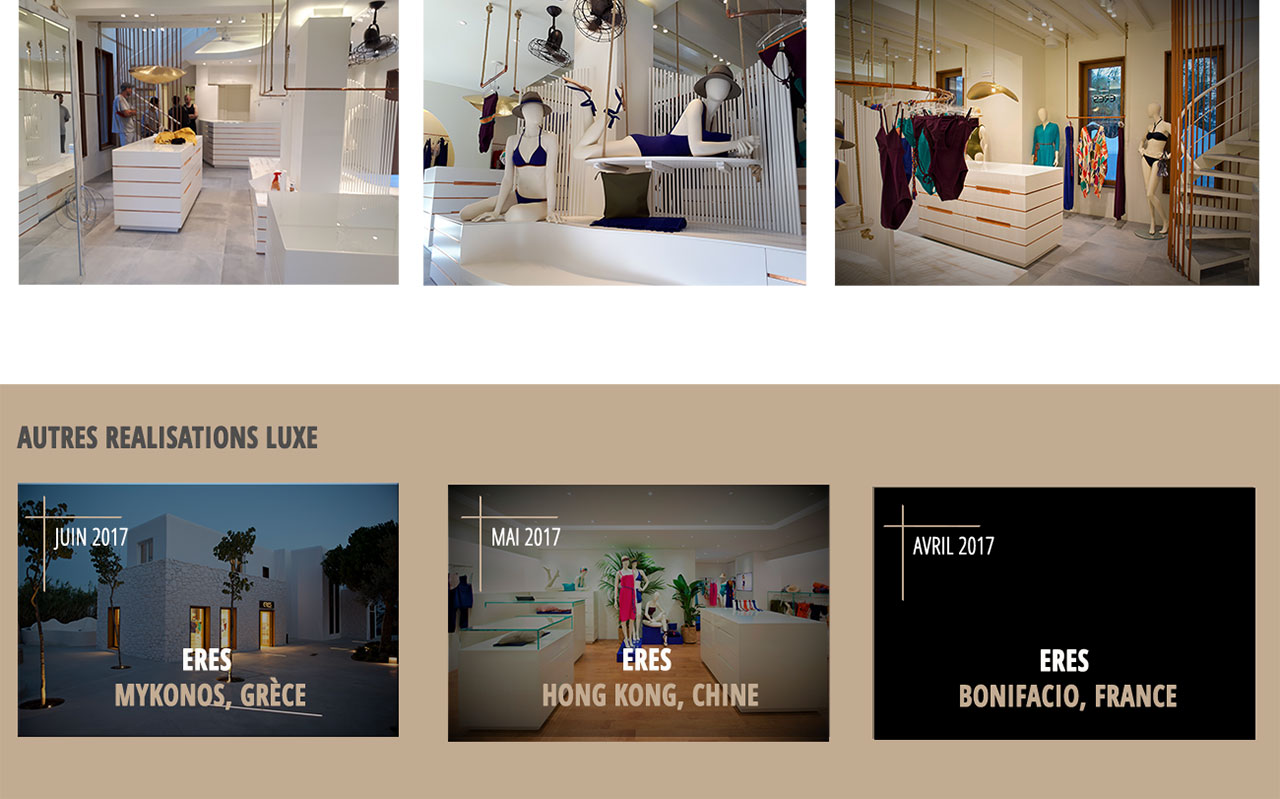 AUTRES REALISATIONS LUXE
JUIN 2017
ERES
MYKONOS, GRÈCE
MAI 2017
ERES
HONG KONG, CHINE
AVRIL 2017
ERES
BONIFACIO, FRANCE